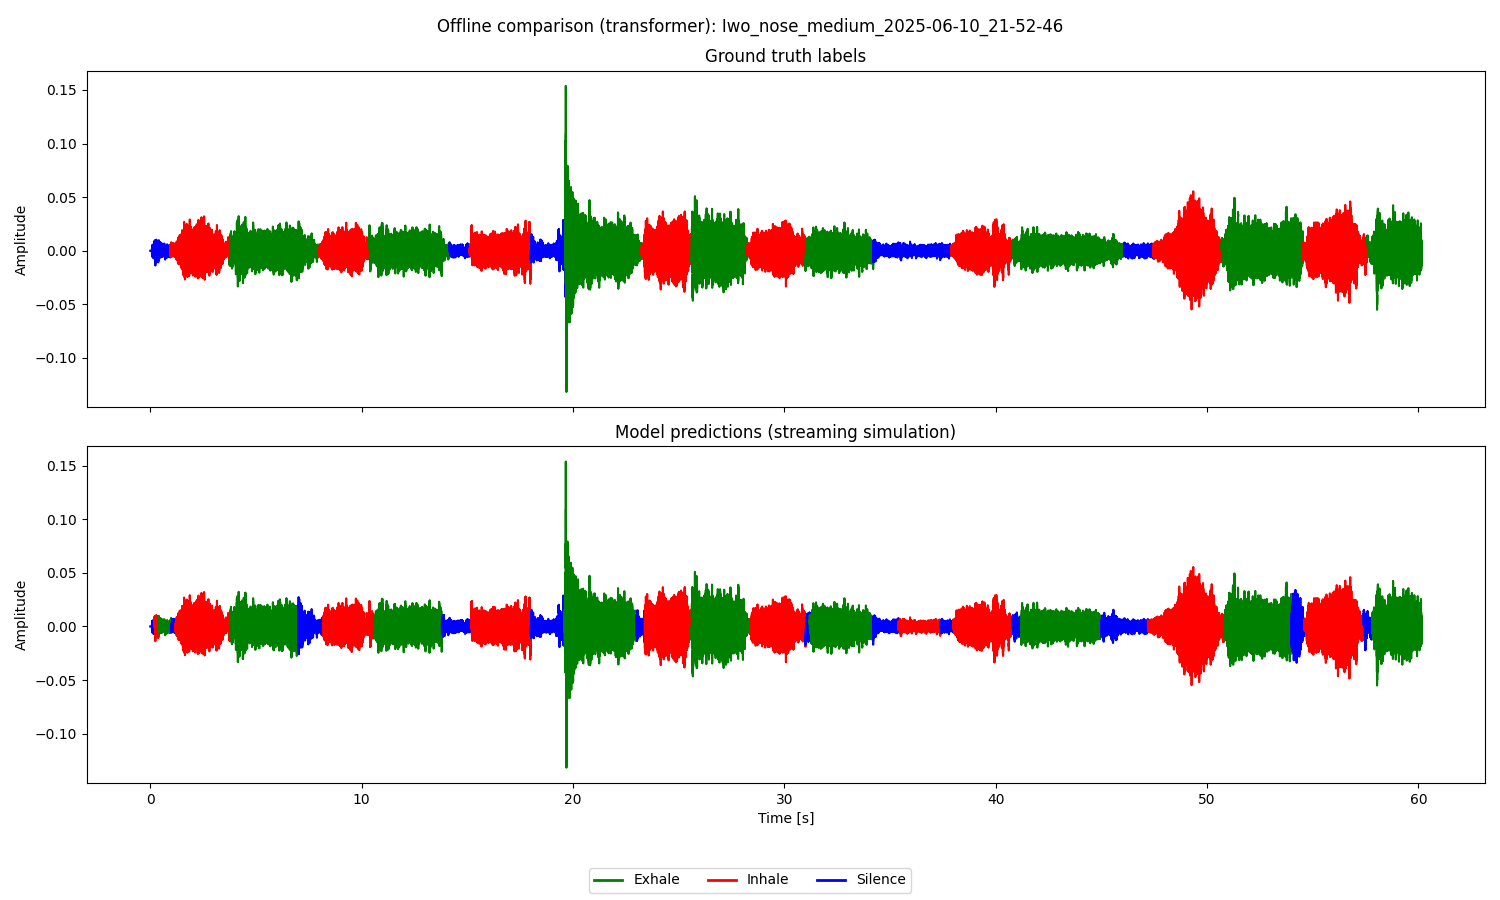 Offline comparison (transformer): Iwo_nose_medium_2025-06-10_21-52-46
Ground truth labels
0.15
0.10
0.05
0.00
−0.05
−0.10
Amplitude
Model predictions (streaming simulation)
0.15
0.10
0.05
0.00
−0.05
−0.10
Amplitude
0 10 20 30 40 50 60
Time [s]
Exhale Inhale Silence